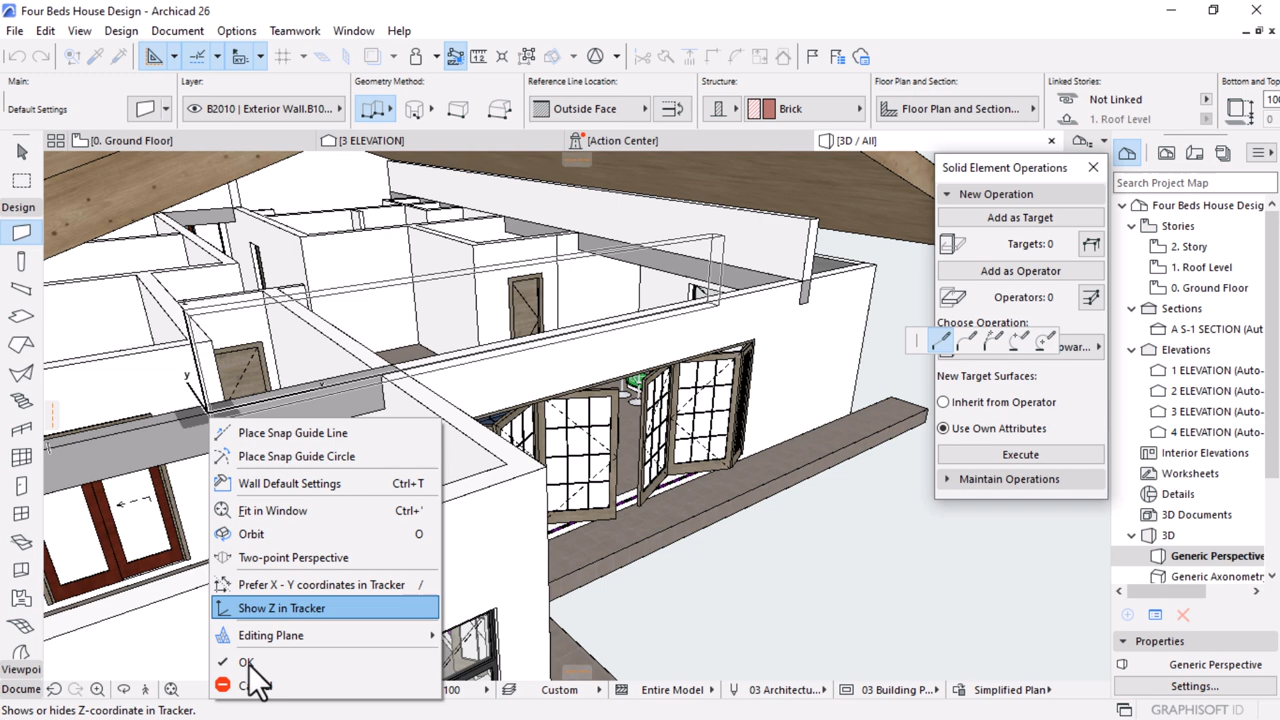 Four Beds House Design - Archicad 26
File Edit View Design Document Options Teamwork Window Help
Main: Layer: Geometry Method: Reference Line Location: Structure: Floor Plan and Section: Linked Stories: Bottom and Top
Default Settings
B2010 | Exterior Wall.B10...
Outside Face
Brick
Floor Plan and Section...
Not Linked
1. Roof Level
100
[0. Ground Floor]
[3 ELEVATION]
[Action Center]
[3D / All]
Design
Viewpoi
Docume
Solid Element Operations
New Operation
Add as Target
Targets: 0
Add as Operator
Operators: 0
Choose Operation:
pwar...
New Target Surfaces:
Inherit from Operator
Use Own Attributes
Execute
Maintain Operations
Search Project Map
Four Beds House Design
Stories
2. Story
1. Roof Level
0. Ground Floor
Sections
A S-1 SECTION (Aut
Elevations
1 ELEVATION (Auto-
2 ELEVATION (Auto-
3 ELEVATION (Auto-
4 ELEVATION (Auto-
Interior Elevations
Worksheets
Details
3D Documents
3D
Generic Perspective
Generic Axonometr
Properties
Generic Perspective
Settings...
GRAPHISOFT ID
y
x
Place Snap Guide Line
Place Snap Guide Circle
Wall Default Settings Ctrl+T
Fit in Window Ctrl+'
Orbit O
Two-point Perspective
Prefer X - Y coordinates in Tracker /
Show Z in Tracker
Editing Plane
OK
100
Custom
Entire Model
03 Architectu...
03 Building P...
Simplified Plan
Shows or hides Z-coordinate in Tracker.